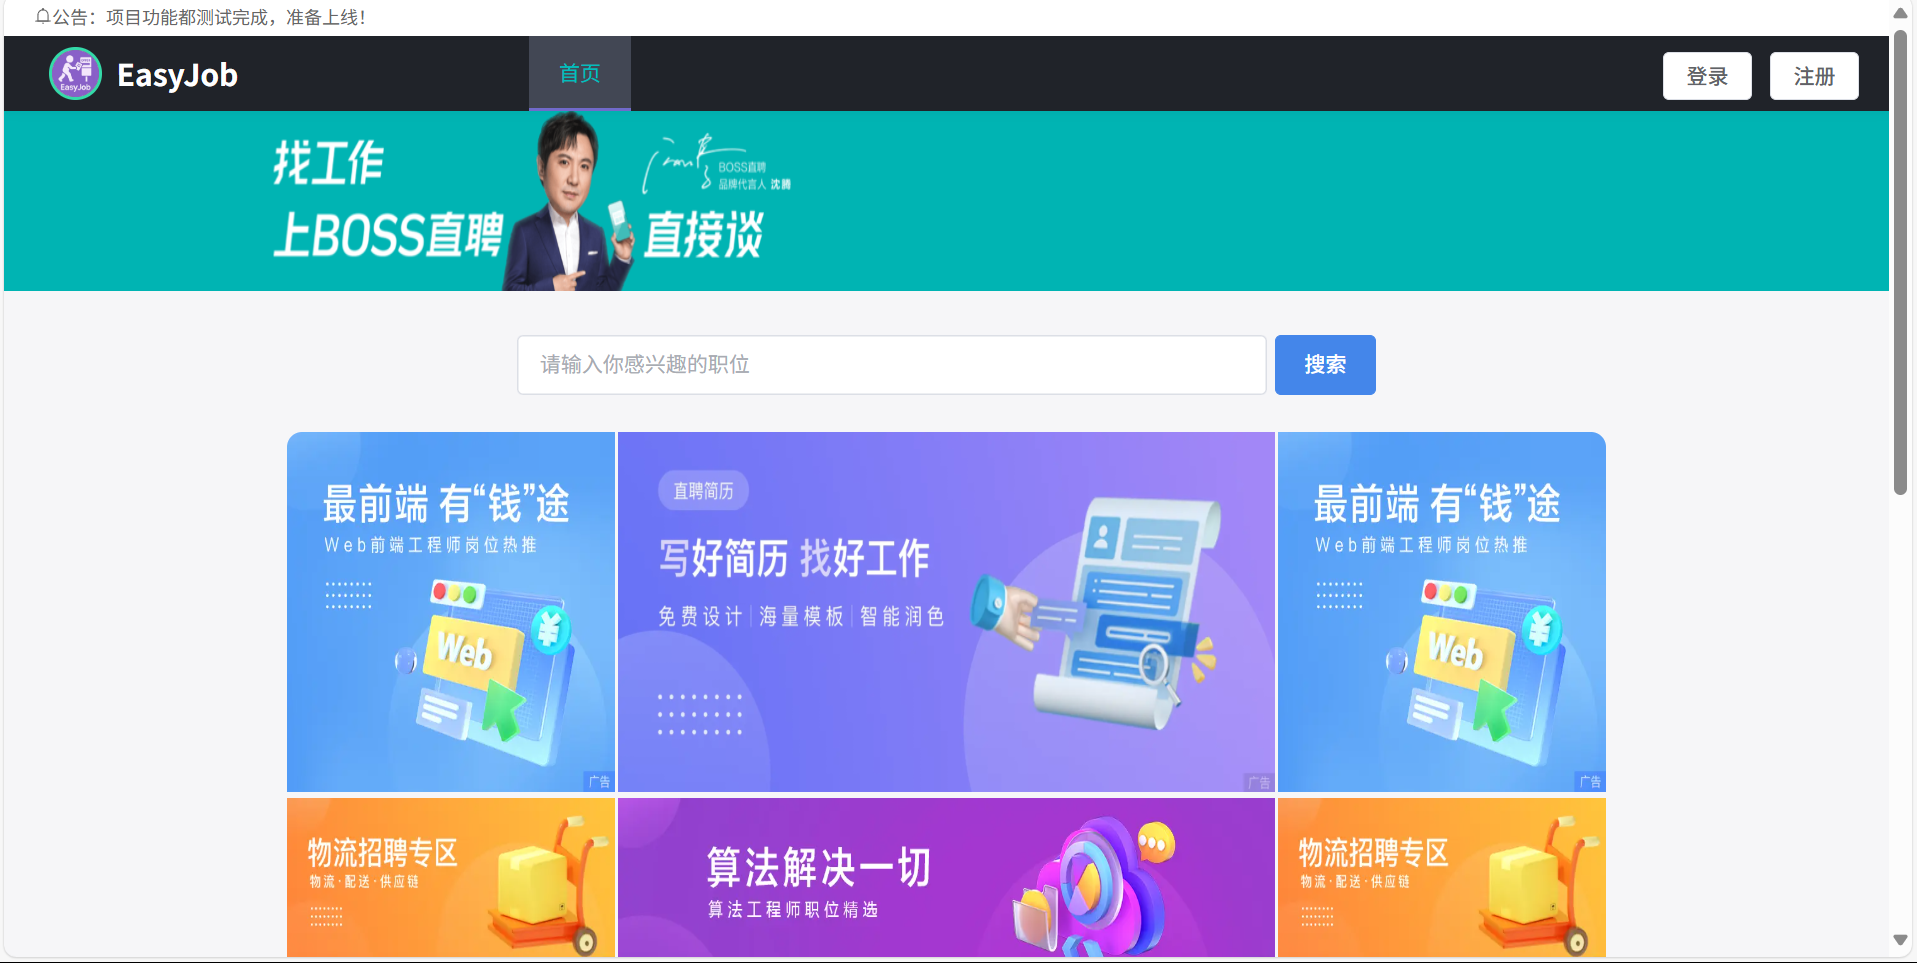 公告：项目功能都测试完成，准备上线！
EasyJob
EasyJob
首页
登录
注册
找工作
上BOSS直聘
BOSS直聘
品牌代言人 沈腾
直接谈
请输入你感兴趣的职位
搜索
最前端 有“钱”途
Web前端工程师岗位热推
Web
¥
广告
直聘简历
写好简历 找好工作
免费设计|海量模板|智能润色
广告
最前端 有“钱”途
Web前端工程师岗位热推
Web
¥
广告
物流招聘专区
物流·配送·供应链
算法解决一切
算法工程师职位精选
物流招聘专区
物流·配送·供应链